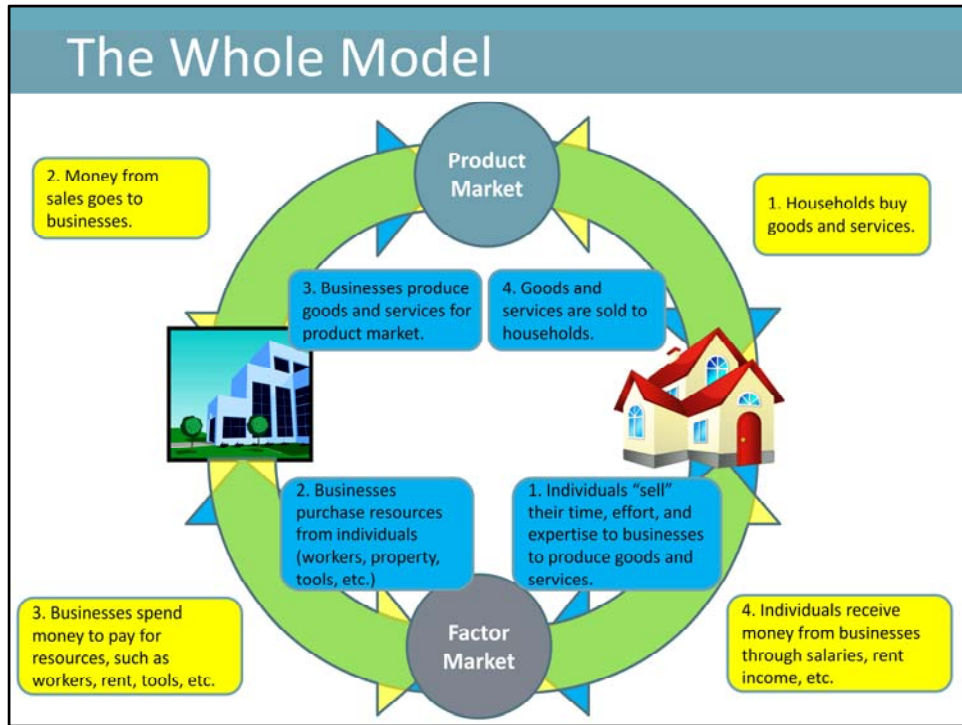 The Whole Model
Product
Market
2. Money from
sales goes to
businesses.
1. Households buy
goods and services.
3. Businesses produce
goods and services for
product market.
4. Goods and
services are sold to
households.
2. Businesses
purchase resources
from individuals
(workers, property,
tools, etc.)
1. Individuals “sell”
their time, effort, and
expertise to businesses
to produce goods and
services.
3. Businesses spend
money to pay for
resources, such as
workers, rent, tools, etc.
Factor
Market
4. Individuals receive
money from businesses
through salaries, rent
income, etc.